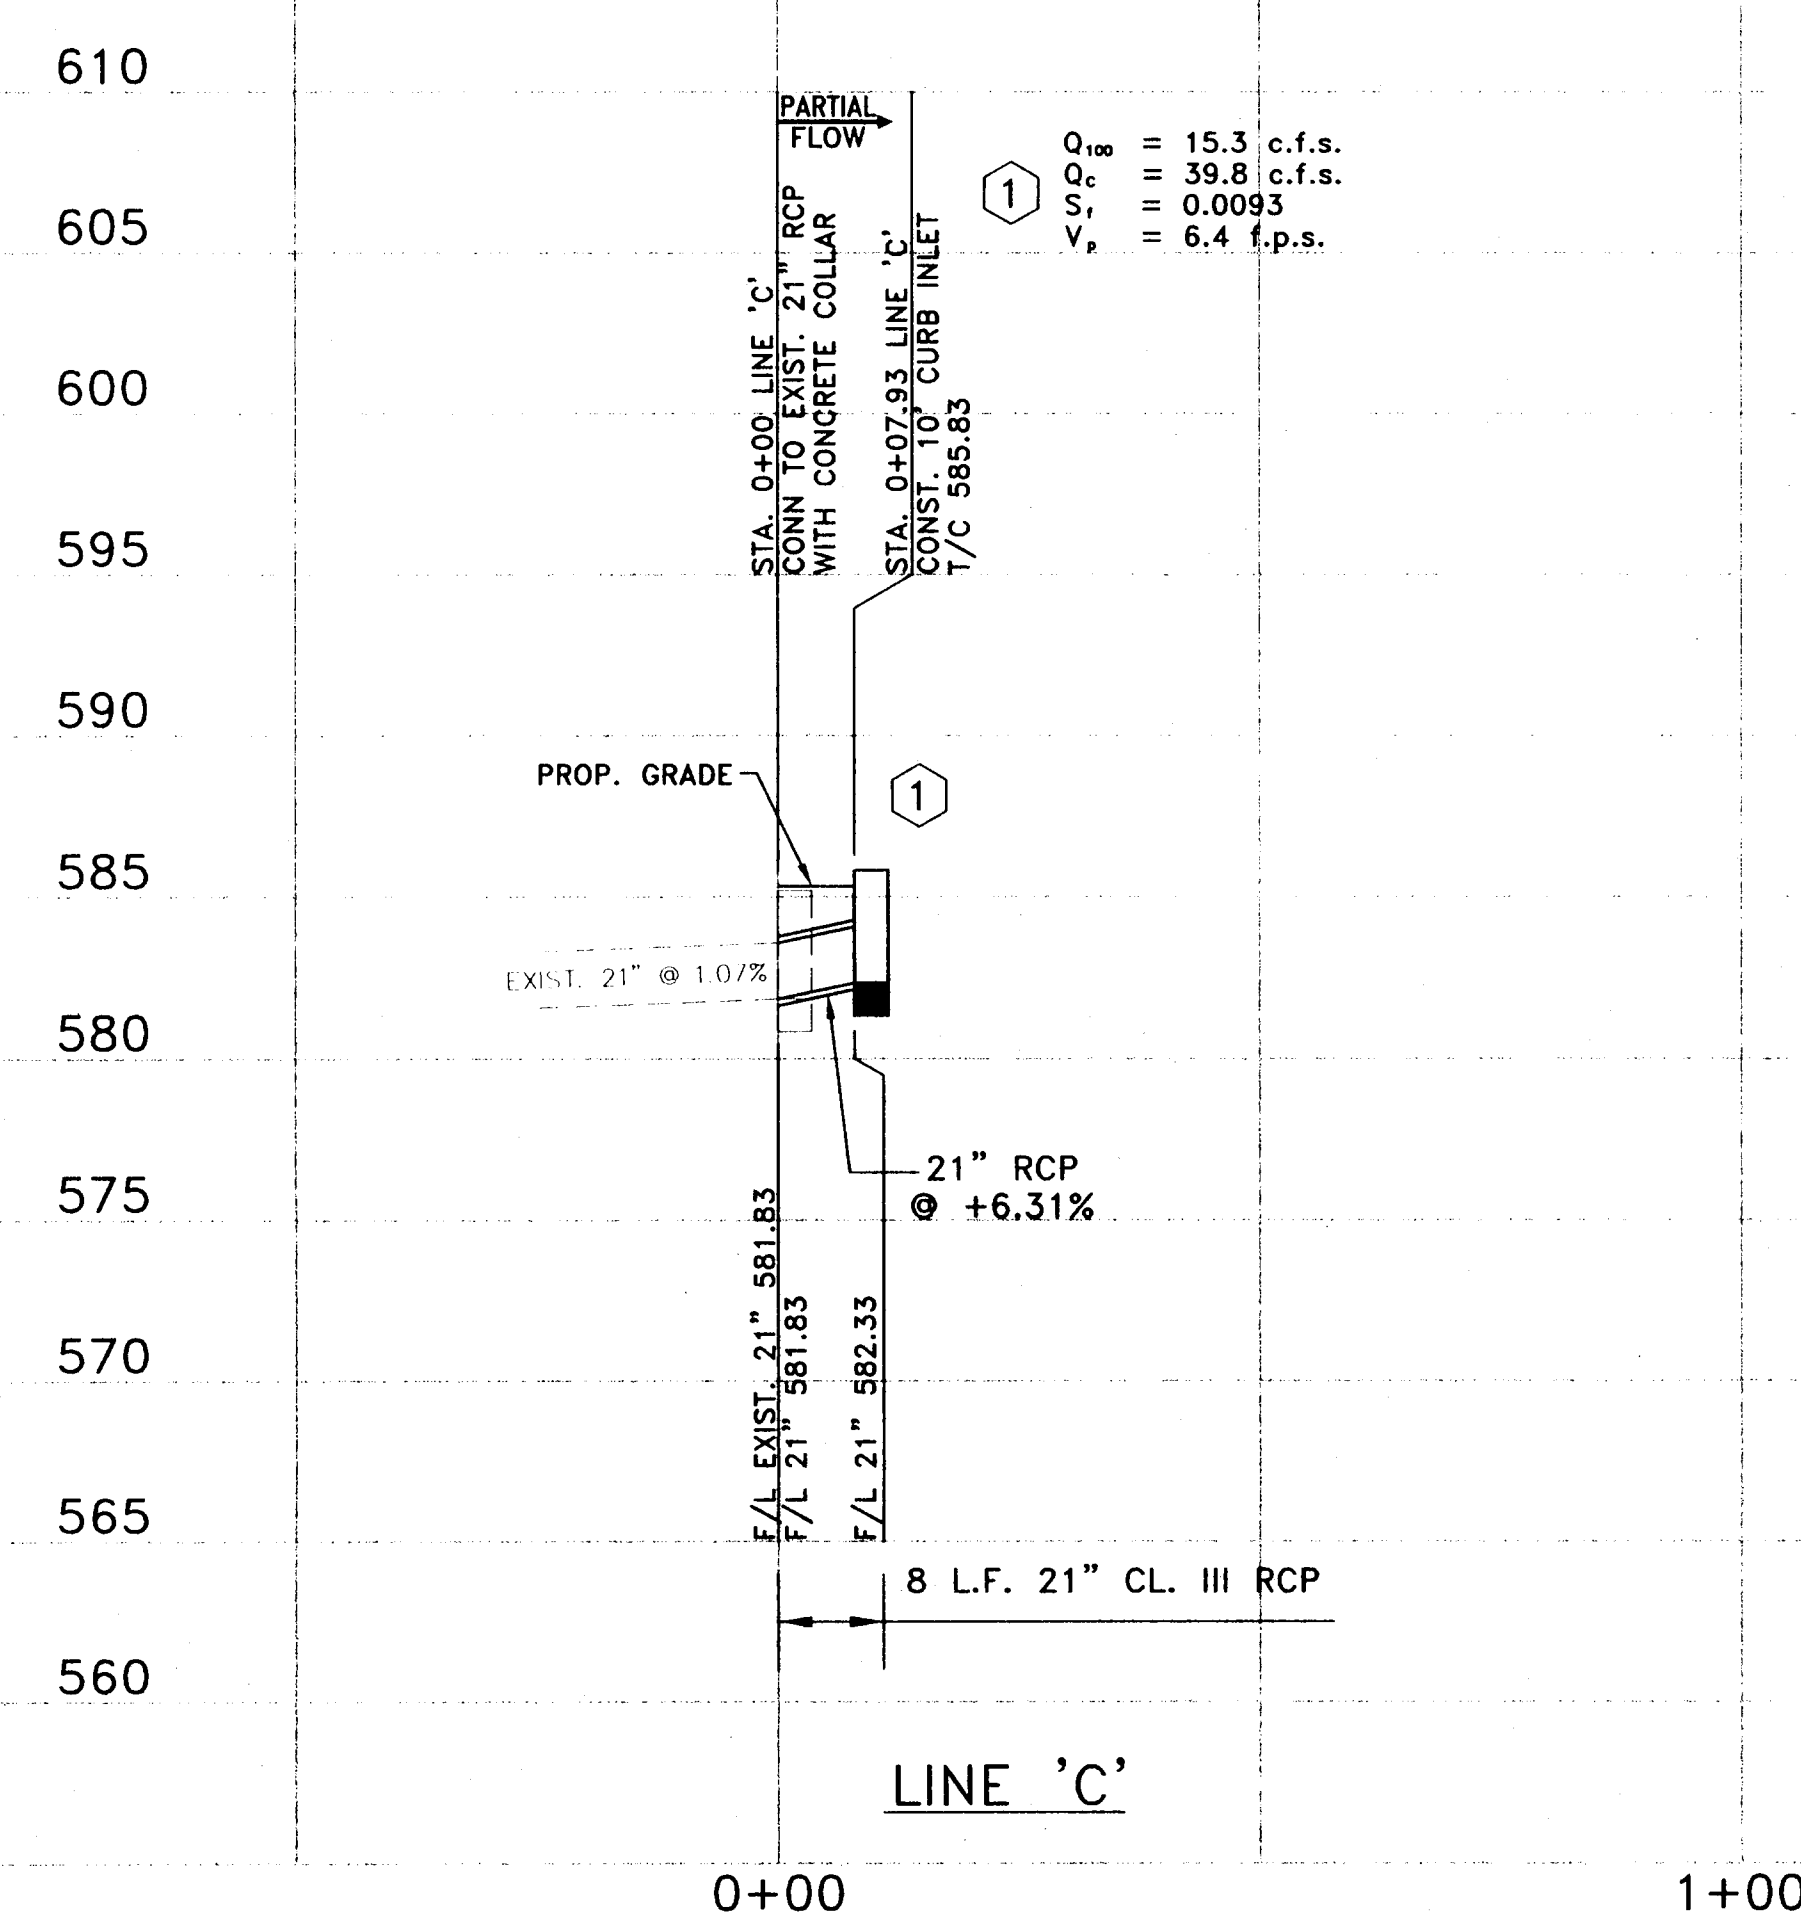 610
605
600
595
590
585
580
575
570
565
560
PARTIAL
FLOW
1
Q100 = 15.3 c.f.s.
Qc = 39.8 c.f.s.
Sf = 0.0093
Vp = 6.4 f.p.s.
STA. 0+00 LINE 'C'
CONN TO EXIST. 21" RCP
WITH CONCRETE COLLAR
STA. 0+07.93 LINE 'C'
CONST. 10' CURB INLET
T/C 585.83
PROP. GRADE
1
EXIST. 21" @ 1.07%
21" RCP
@ +6.31%
F/L EXIST. 21" 581.83
F/L 21" 581.83
F/L 21" 582.33
8 L.F. 21" CL. III RCP
LINE 'C'
0+00
1+00